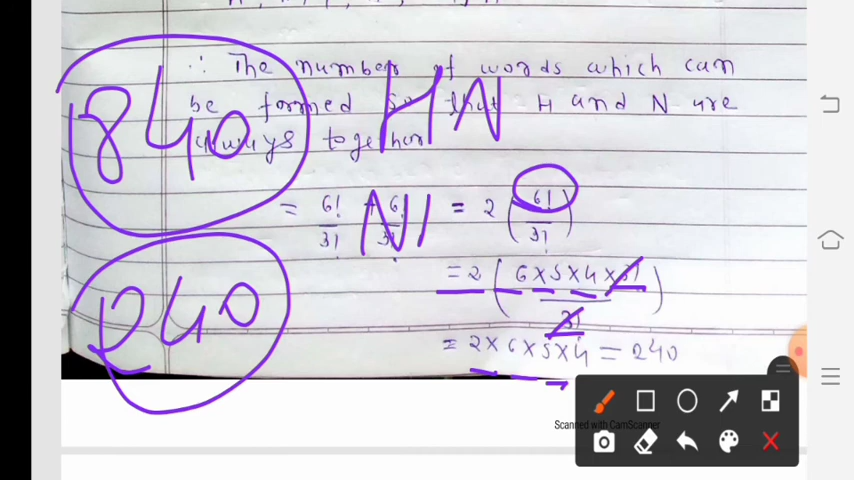 ∴ The number of words which can
be formed so that H and N are
always together
= 6!/3! + 6!/3! = 2 ( 6!/3! )
= 2 ( 6×5×4×3! / 3! )
= 2×6×5×4 = 240
840
HN
NH
240
Scanned with CamScanner